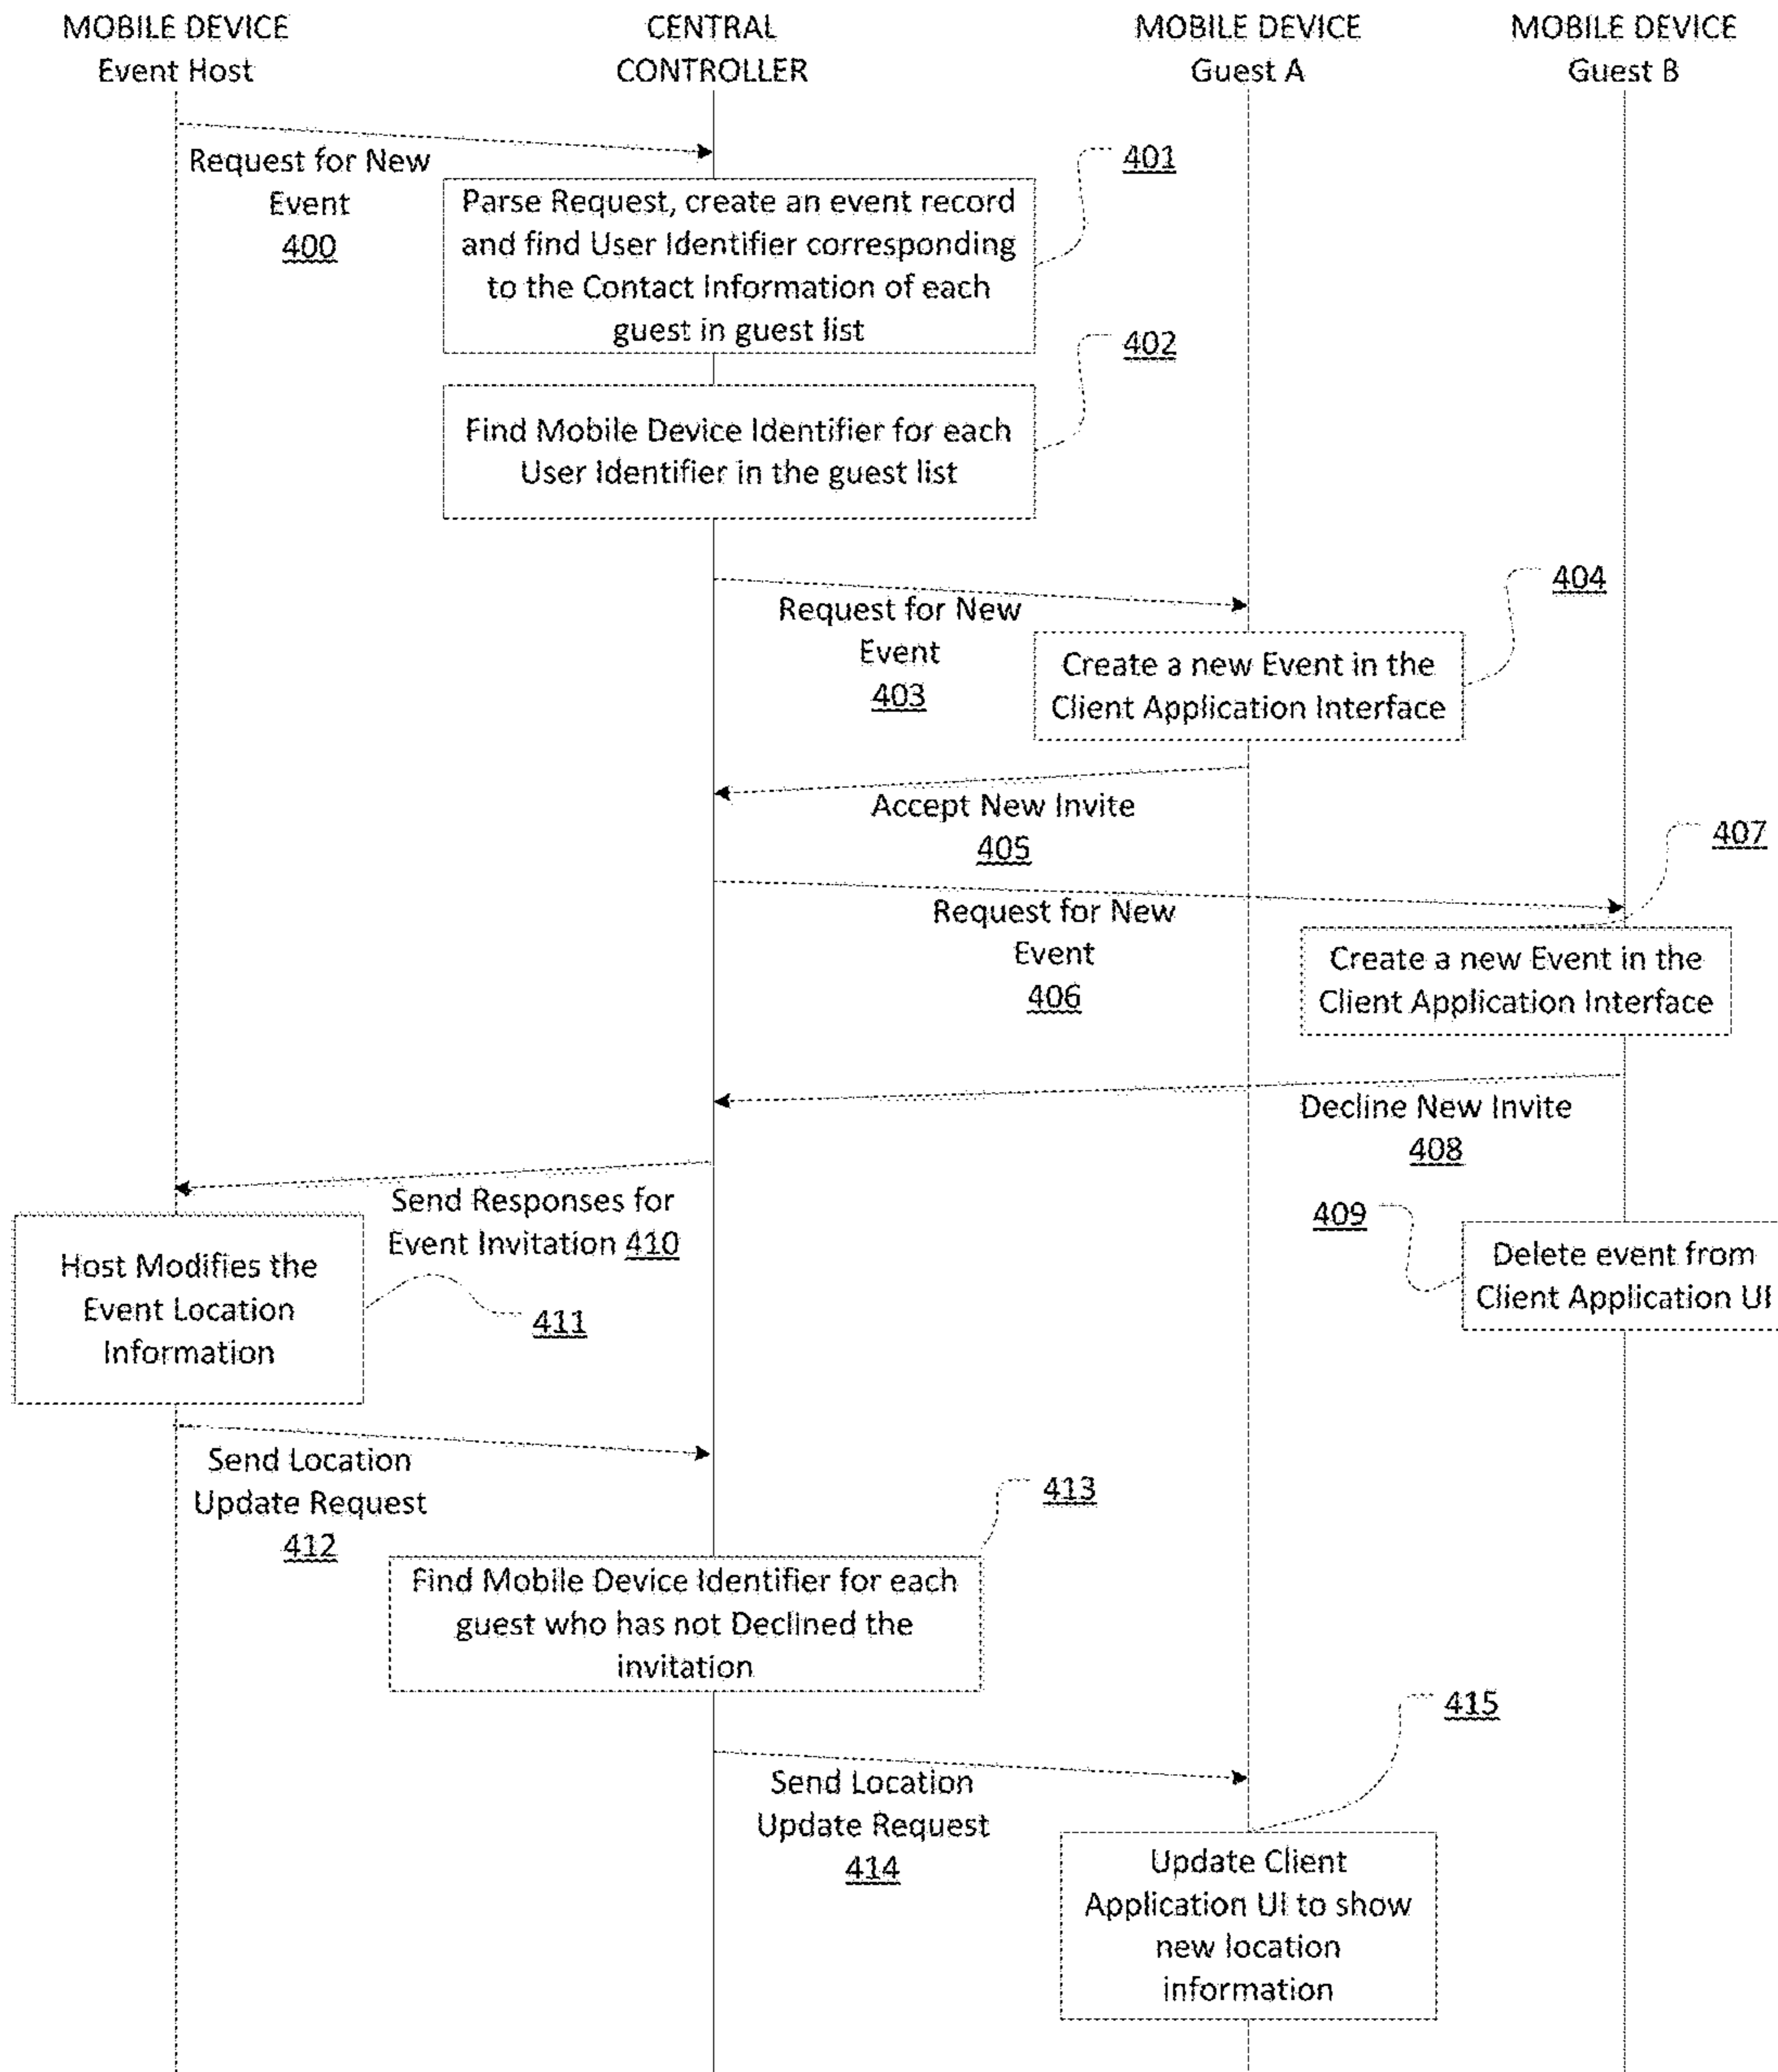 MOBILE DEVICE
Event Host
CENTRAL
CONTROLLER
MOBILE DEVICE
Guest A
MOBILE DEVICE
Guest B
Request for New
Event
400
401
Parse Request, create an event record
and find User Identifier corresponding
to the Contact Information of each
guest in guest list
402
Find Mobile Device Identifier for each
User Identifier in the guest list
Request for New
Event
403
404
Create a new Event in the
Client Application Interface
Accept New Invite
405
407
Request for New
Event
406
Create a new Event in the
Client Application Interface
Decline New Invite
408
Send Responses for
Event Invitation 410
409
Delete event from
Client Application UI
Host Modifies the
Event Location
Information
411
Send Location
Update Request
412
413
Find Mobile Device Identifier for each
guest who has not Declined the
invitation
415
Send Location
Update Request
414
Update Client
Application UI to show
new location
information